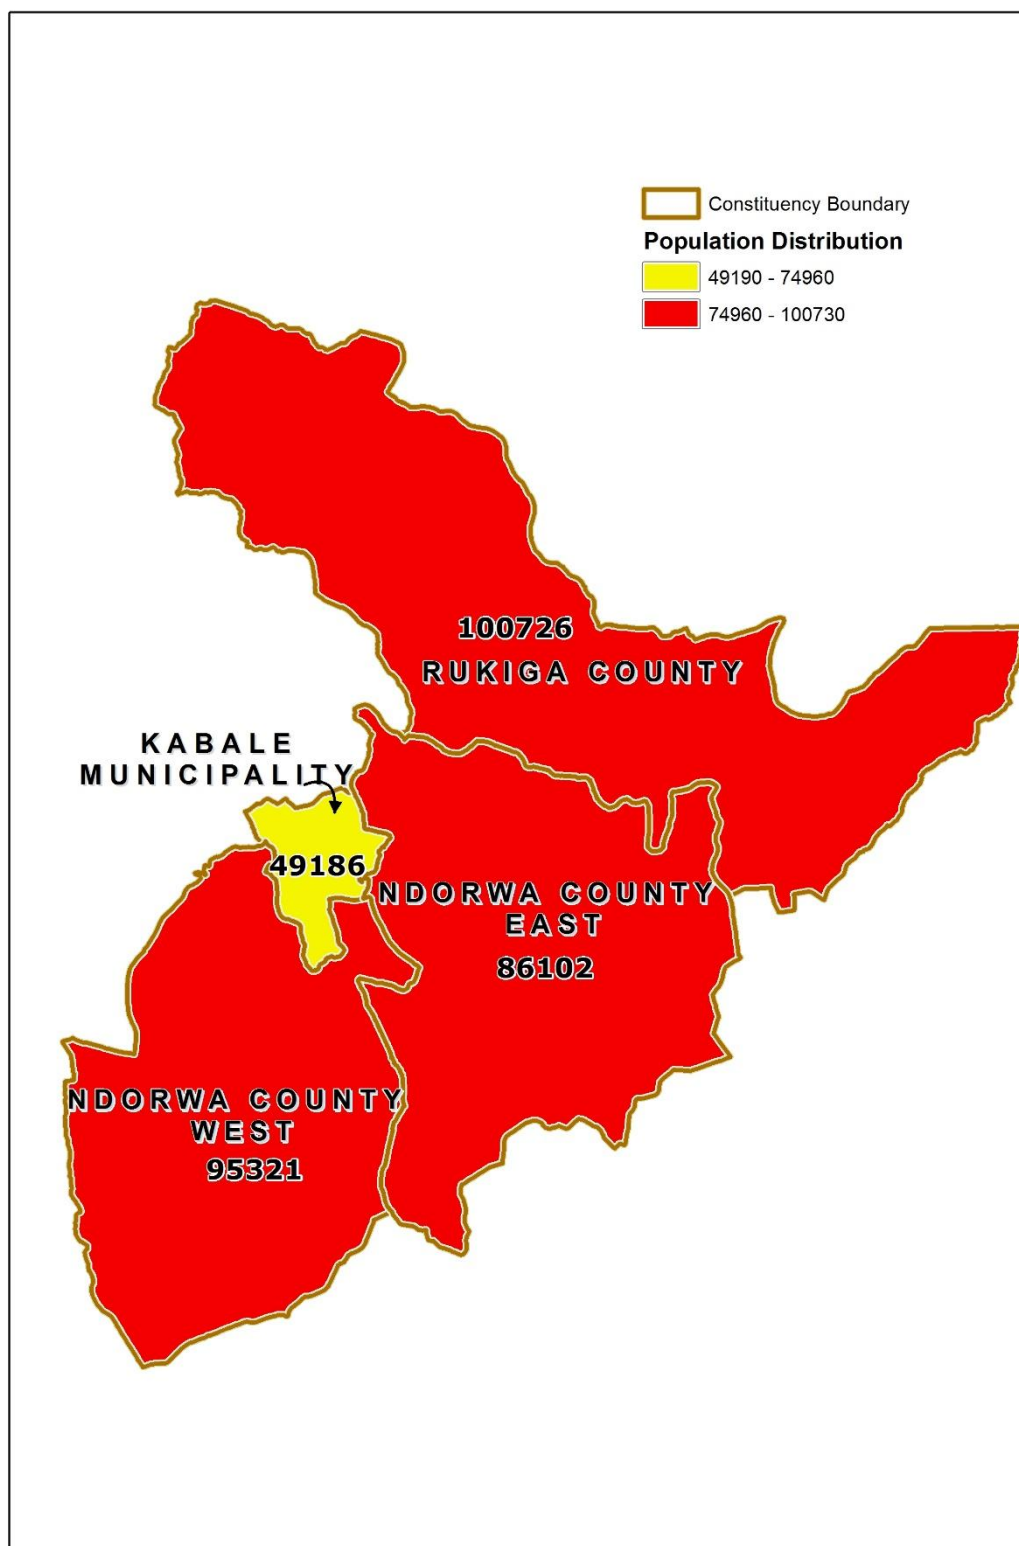 Constituency Boundary
Population Distribution
49190 - 74960
74960 - 100730
100726
RUKIGA COUNTY
KABALE
MUNICIPALITY
49186
NDORWA COUNTY
EAST
86102
NDORWA COUNTY
WEST
95321